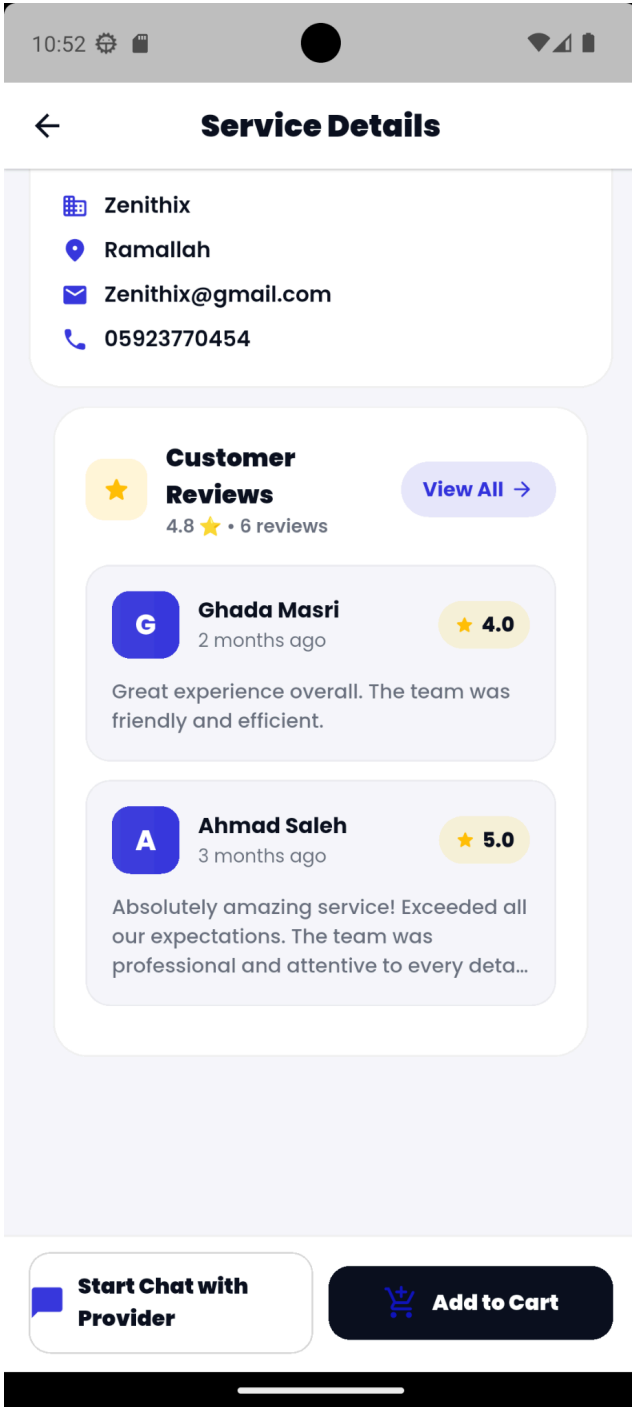 10:52
Service Details
Zenithix
Ramallah
Zenithix@gmail.com
05923770454
Customer
Reviews
4.8 ⭐ • 6 reviews
View All →
G
Ghada Masri
2 months ago
4.0
Great experience overall. The team was
friendly and efficient.
A
Ahmad Saleh
3 months ago
5.0
Absolutely amazing service! Exceeded all
our expectations. The team was
professional and attentive to every deta...
Start Chat with
Provider
Add to Cart